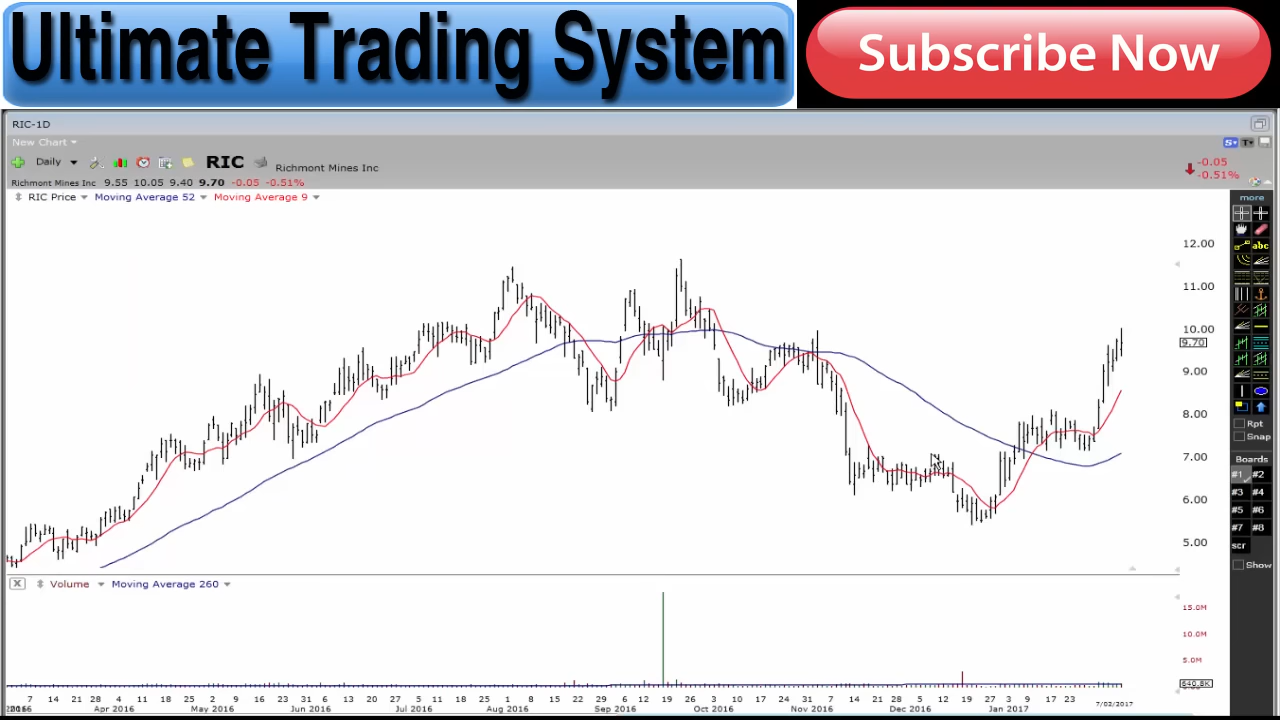 Ultimate Trading System
Subscribe Now
RIC-1D
New Chart
S+ T+
Daily RIC Richmont Mines Inc
-0.05
-0.51%
Richmont Mines Inc 9.55 10.05 9.40 9.70 -0.05 -0.51%
RIC Price Moving Average 52 Moving Average 9
more
abc
12.00
11.00
10.00
9.70
9.00
8.00
7.00
6.00
5.00
Rpt
Snap
Boards
#1 #2
#3 #4
#5 #6
#7 #8
scr
Show
X Volume Moving Average 260
15.0M
10.0M
5.0M
640.8K
7 14 21 28 4 11 18 25 2 9 16 23 31 6 13 20 27 5 11 18 25 1 8 15 22 29 6 12 19 26 3 10 17 24 31 7 14 21 28 5 12 19 27 3 9 17 23
Apr 2016 May 2016 Jun 2016 Jul 2016 Aug 2016 Sep 2016 Oct 2016 Nov 2016 Dec 2016 Jan 2017 7/02/2017